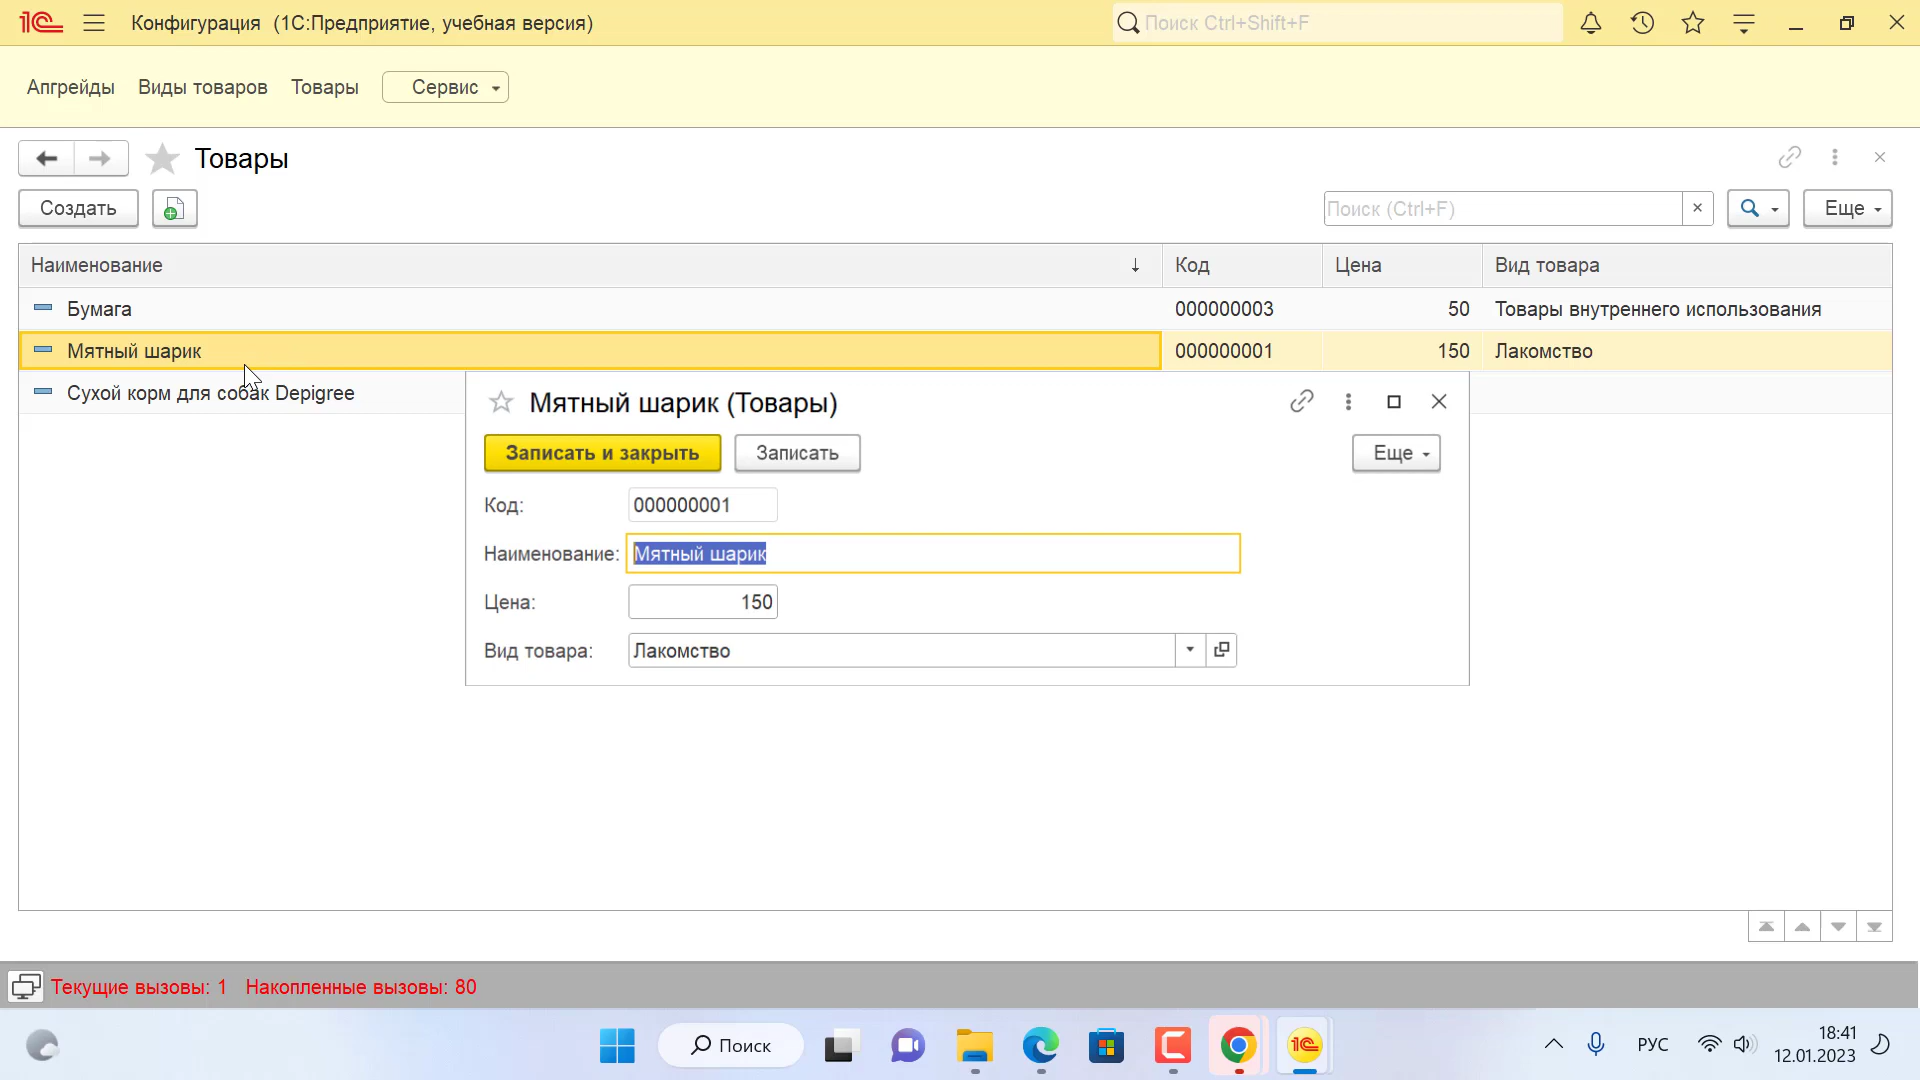 1С Конфигурация (1С:Предприятие, учебная версия) Поиск Ctrl+Shift+F
Апгрейды Виды товаров Товары Сервис
Товары
Создать Поиск (Ctrl+F) × Еще
Наименование ↓ Код Цена Вид товара
Бумага 000000003 50 Товары внутреннего использования
Мятный шарик 000000001 150 Лакомство
Сухой корм для собак Depigree
Мятный шарик (Товары)
Записать и закрыть Записать Еще
Код: 000000001
Наименование: Мятный шарик
Цена: 150
Вид товара: Лакомство
Текущие вызовы: 1 Накопленные вызовы: 80
Поиск 1С РУС 18:41
12.01.2023